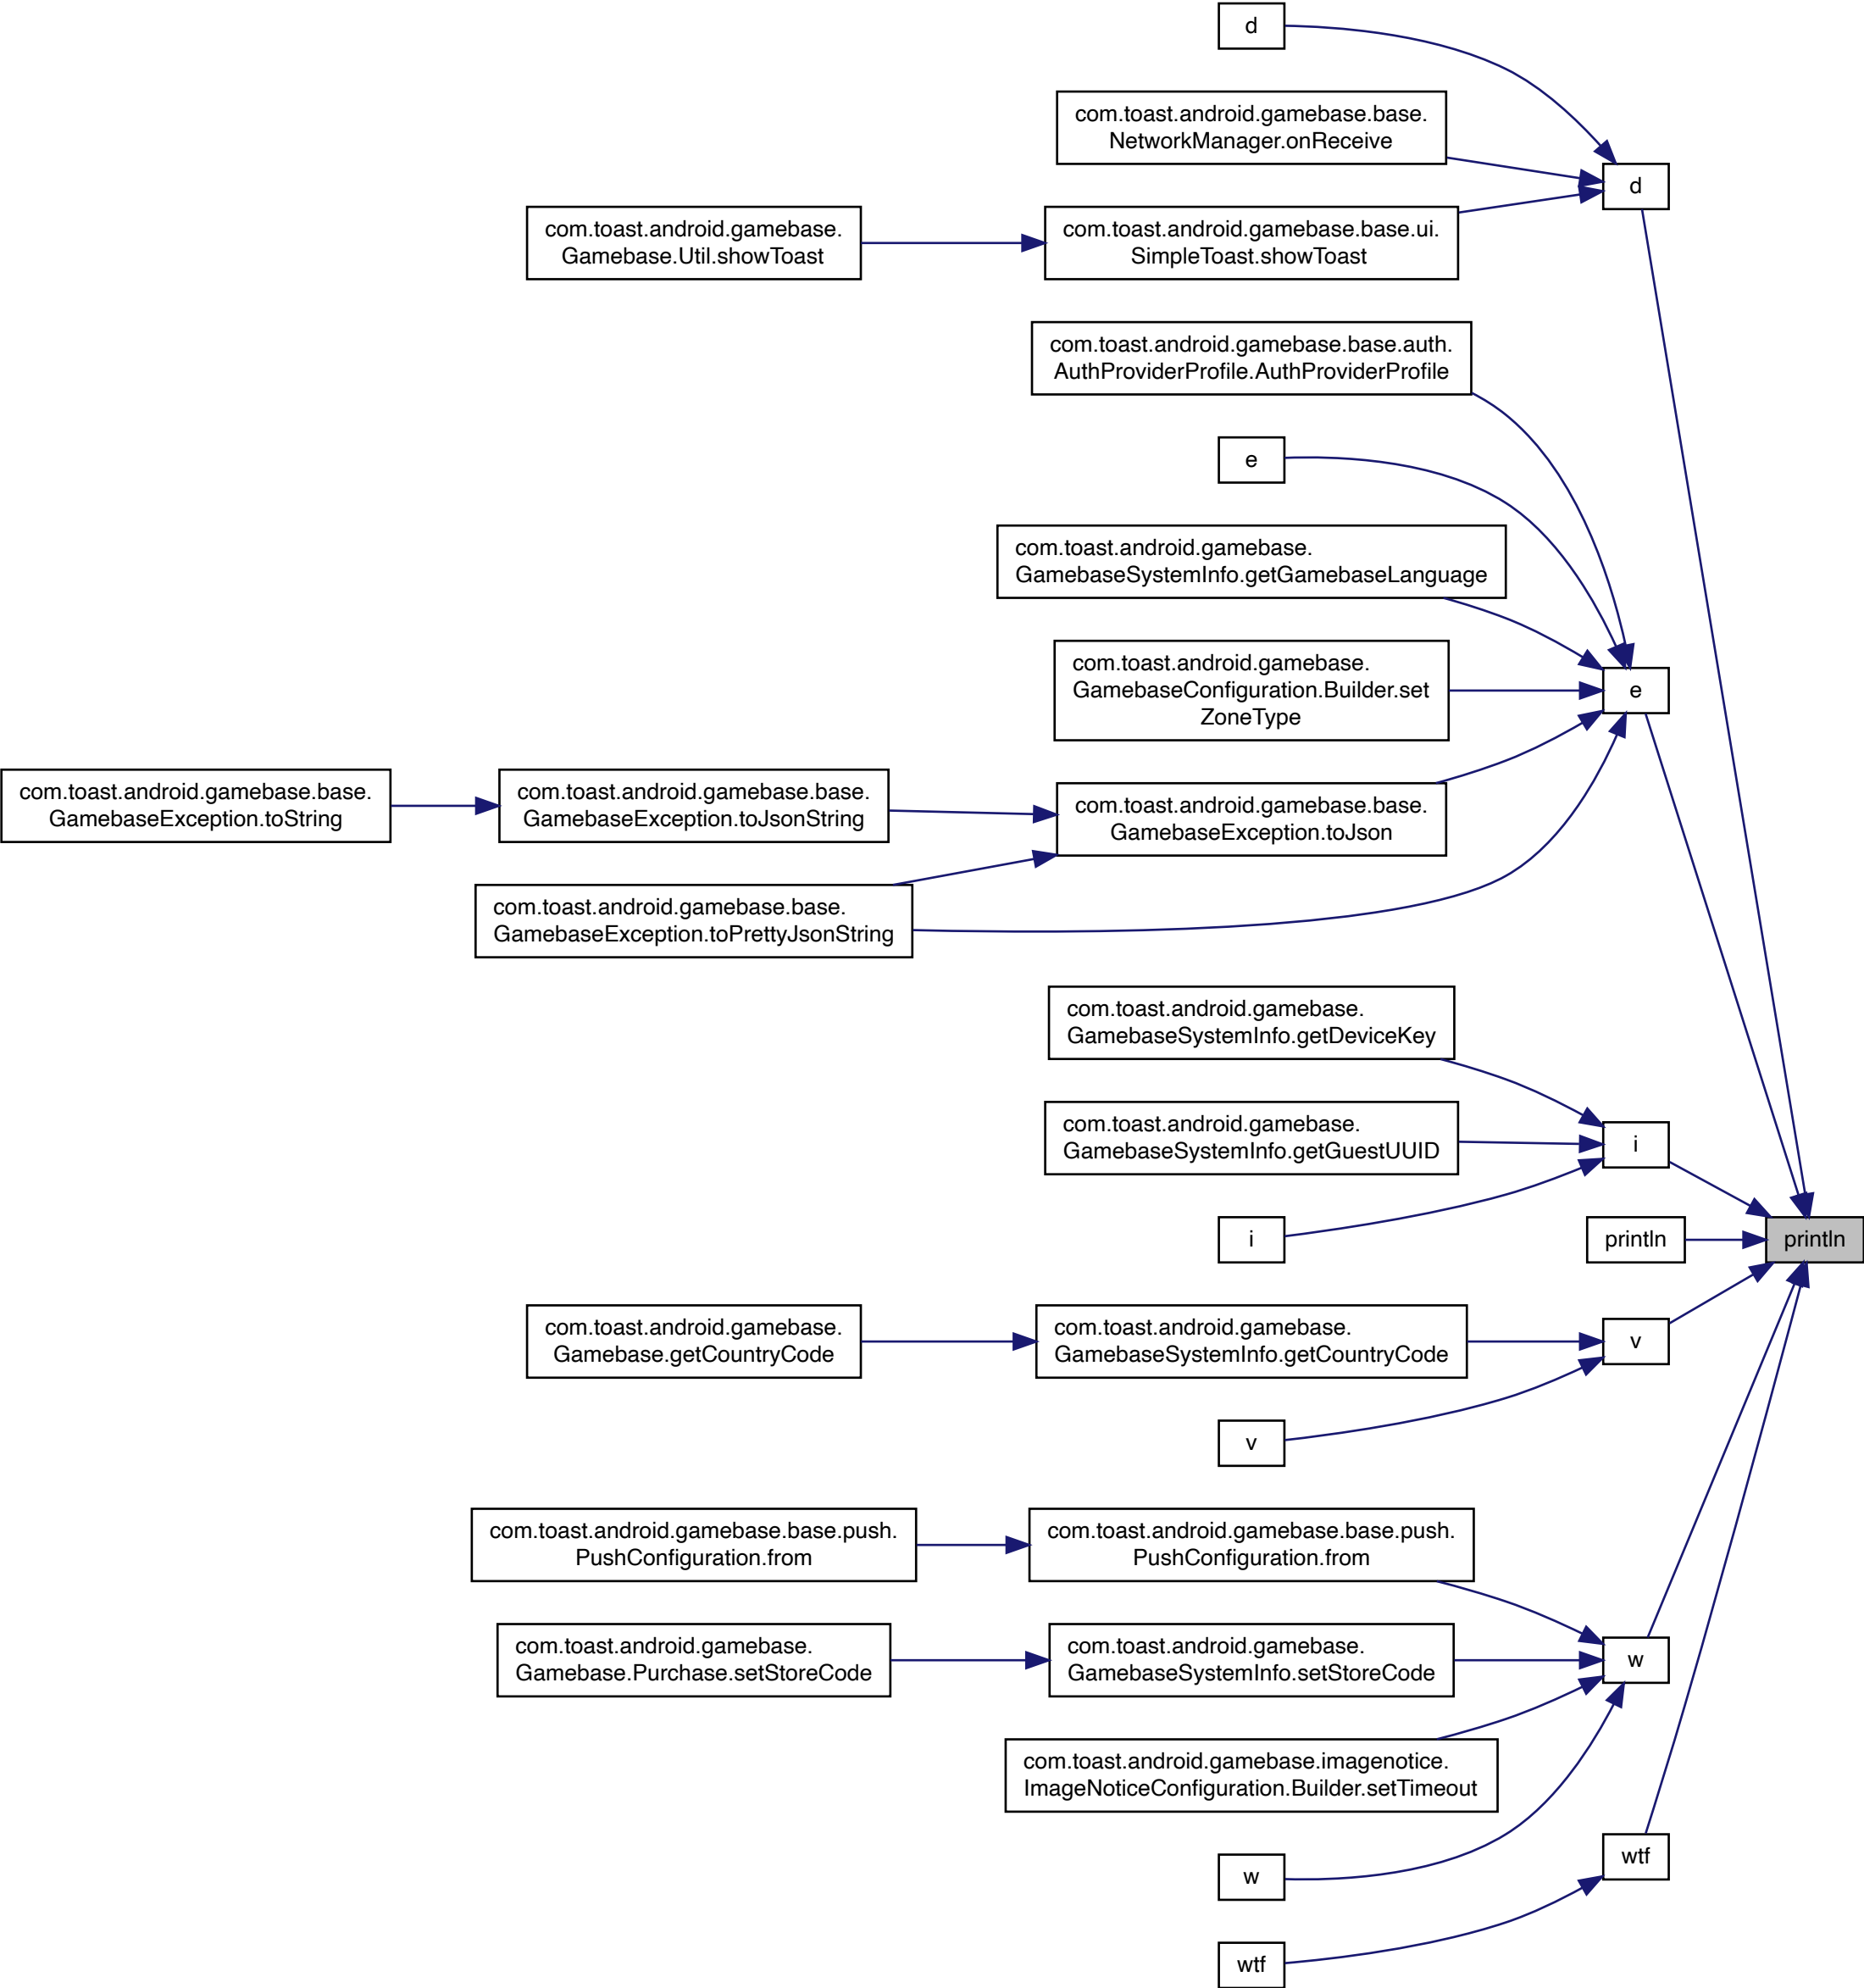 d
com.toast.android.gamebase.base.
NetworkManager.onReceive
d
com.toast.android.gamebase.
Gamebase.Util.showToast
com.toast.android.gamebase.base.ui.
SimpleToast.showToast
com.toast.android.gamebase.base.auth.
AuthProviderProfile.AuthProviderProfile
e
com.toast.android.gamebase.
GamebaseSystemInfo.getGamebaseLanguage
com.toast.android.gamebase.
GamebaseConfiguration.Builder.set
ZoneType
e
com.toast.android.gamebase.base.
GamebaseException.toString
com.toast.android.gamebase.base.
GamebaseException.toJsonString
com.toast.android.gamebase.base.
GamebaseException.toJson
com.toast.android.gamebase.base.
GamebaseException.toPrettyJsonString
com.toast.android.gamebase.
GamebaseSystemInfo.getDeviceKey
com.toast.android.gamebase.
GamebaseSystemInfo.getGuestUUID
i
i
println
println
com.toast.android.gamebase.
Gamebase.getCountryCode
com.toast.android.gamebase.
GamebaseSystemInfo.getCountryCode
v
v
com.toast.android.gamebase.base.push.
PushConfiguration.from
com.toast.android.gamebase.base.push.
PushConfiguration.from
com.toast.android.gamebase.
Gamebase.Purchase.setStoreCode
com.toast.android.gamebase.
GamebaseSystemInfo.setStoreCode
w
com.toast.android.gamebase.imagenotice.
ImageNoticeConfiguration.Builder.setTimeout
w
wtf
wtf